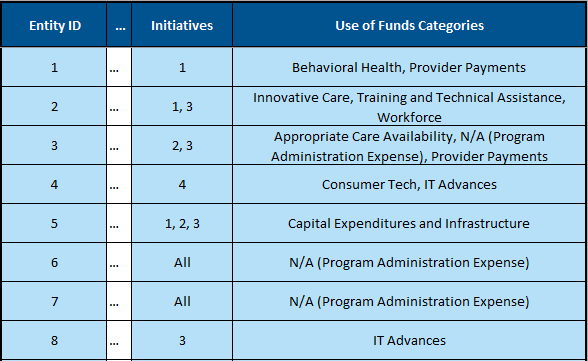 Entity ID ... Initiatives Use of Funds Categories
1 ... 1 Behavioral Health, Provider Payments
2 ... 1, 3 Innovative Care, Training and Technical Assistance,
Workforce
3 ... 2, 3 Appropriate Care Availability, N/A (Program
Administration Expense), Provider Payments
4 ... 4 Consumer Tech, IT Advances
5 ... 1, 2, 3 Capital Expenditures and Infrastructure
6 ... All N/A (Program Administration Expense)
7 ... All N/A (Program Administration Expense)
8 ... 3 IT Advances